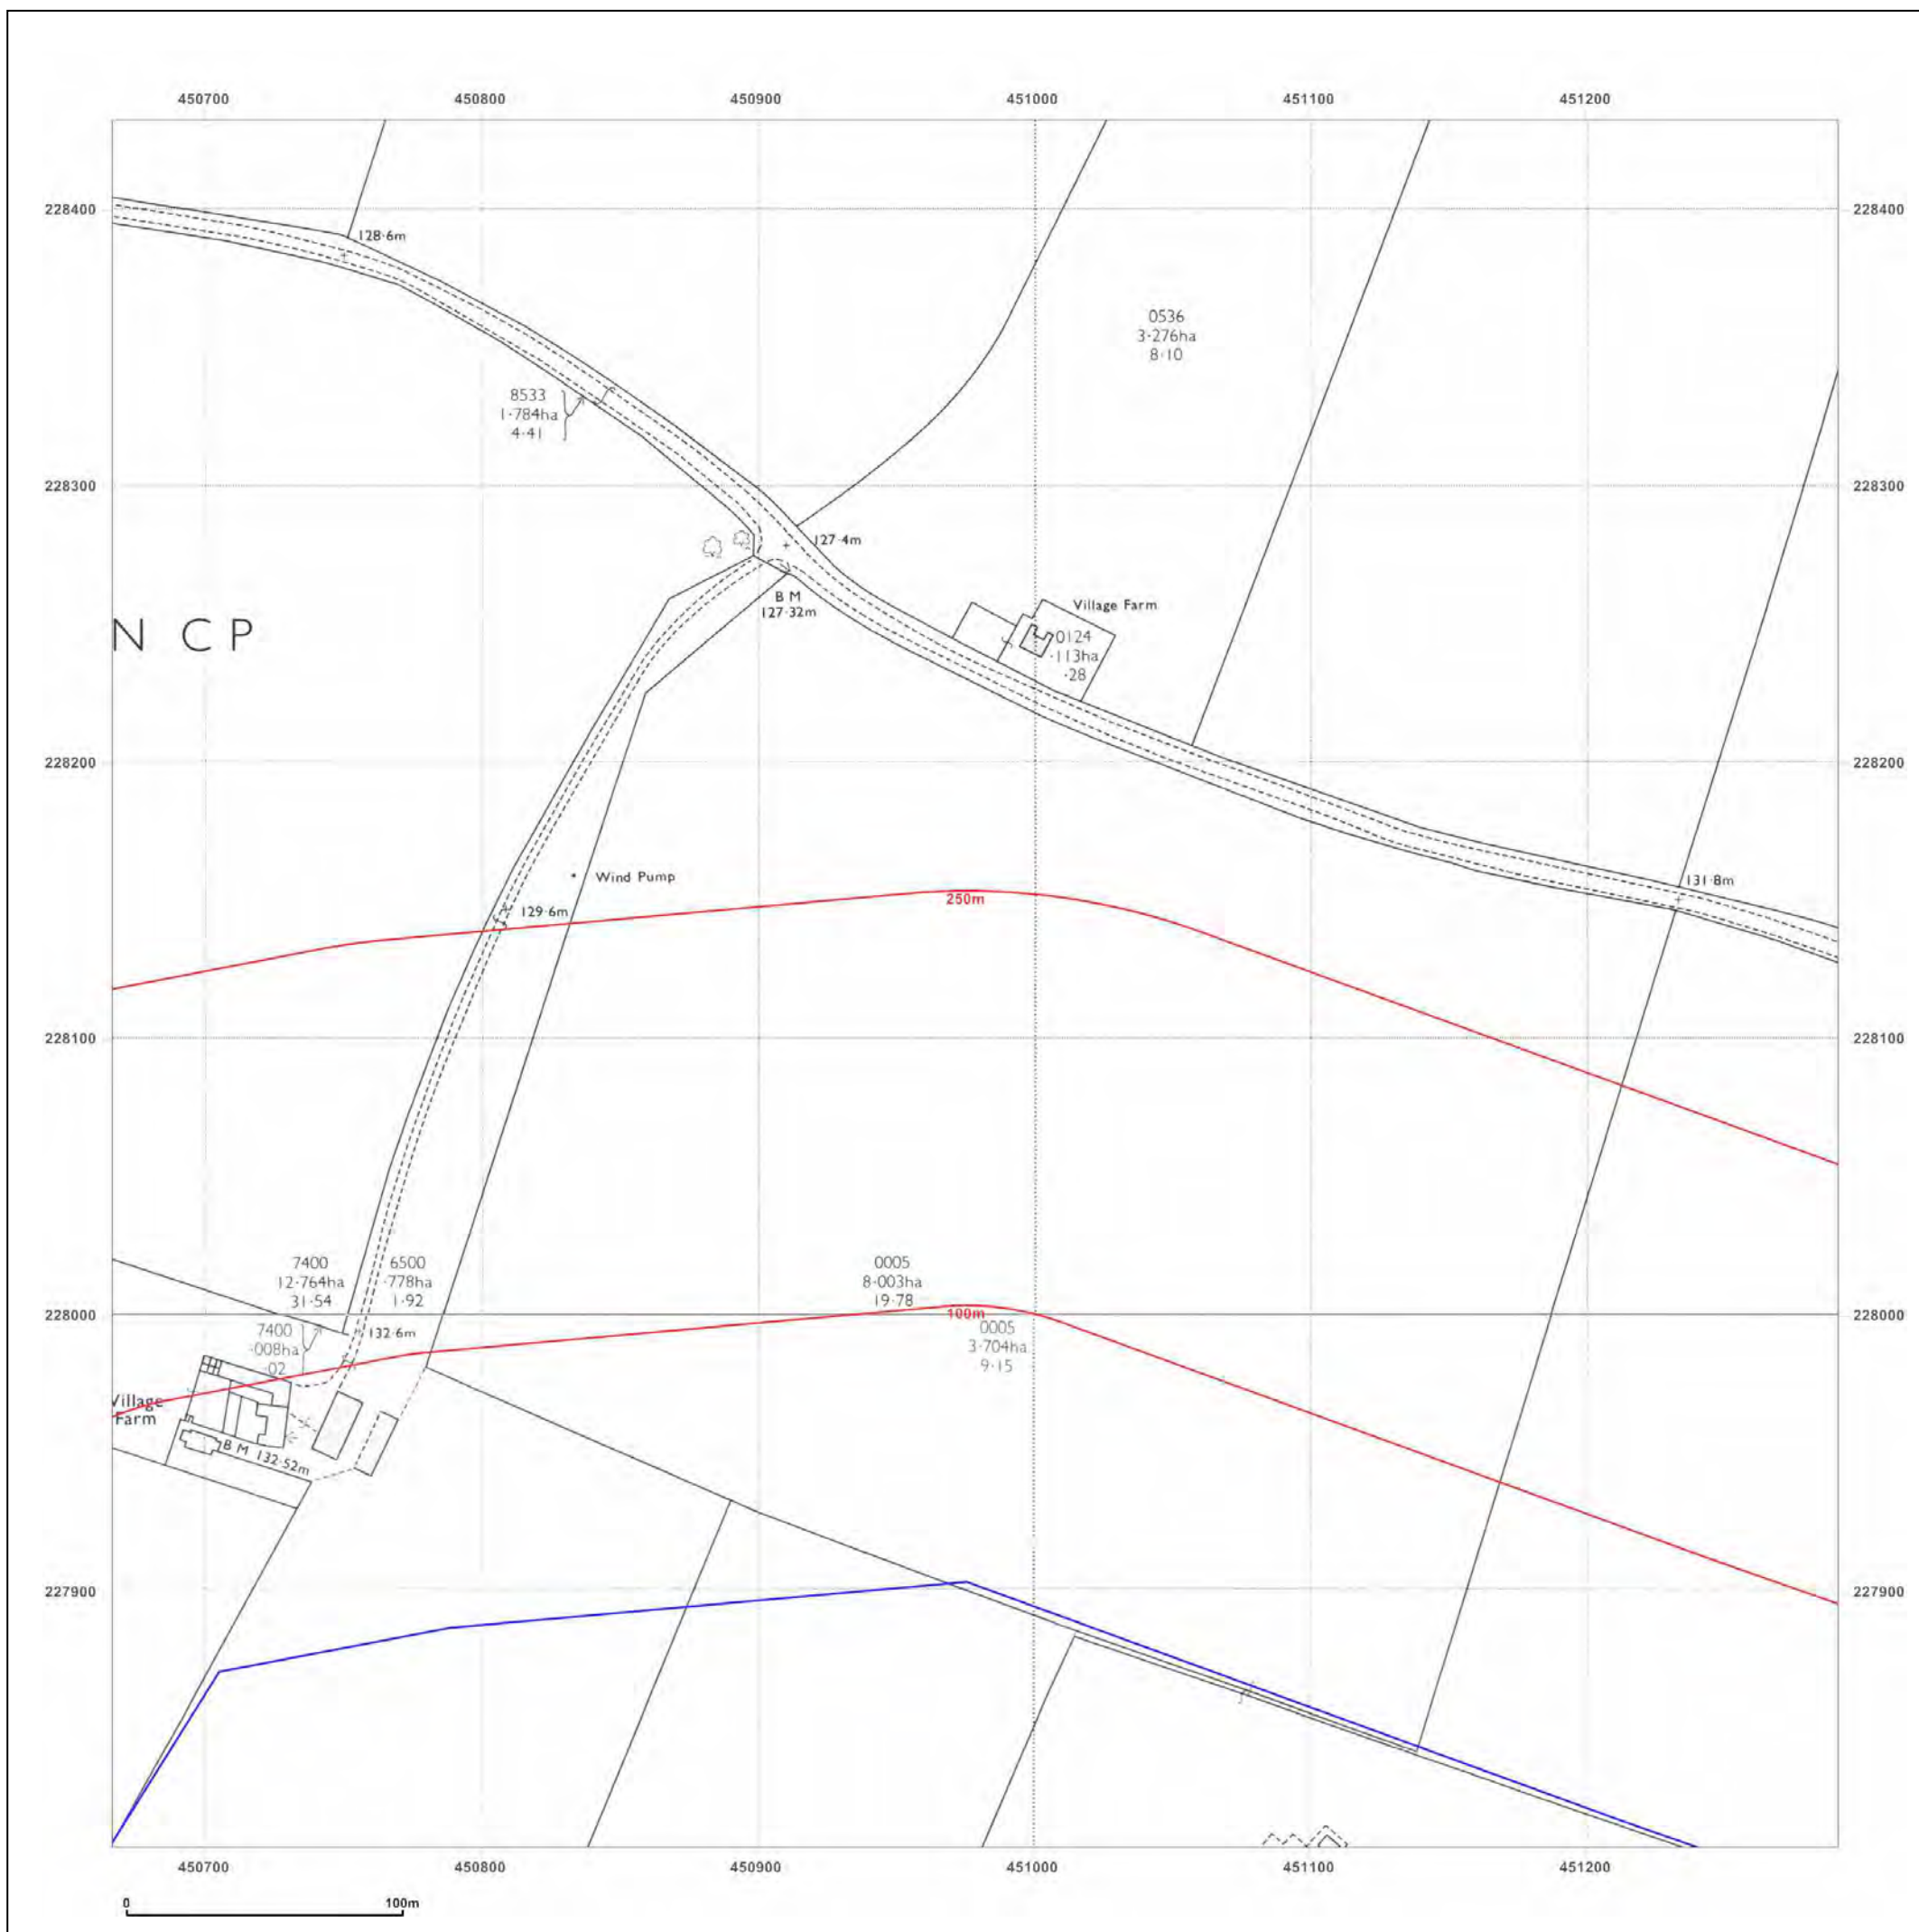 450700 450800 450900 451000 451100 451200
228400 228400
128·6m
0536
3·276ha
8·10
8533
1·784ha
4·41
228300 228300
127·4m
B M
127·32m
Village Farm
N CP
0124
·113ha
·28
228200 228200
131·8m
Wind Pump
250m
129·6m
228100 228100
7400
12·764ha
31·54
6500
·778ha
1·92
0005
8·003ha
19·78
228000 228000
100m
7400
·008ha
·02
132·6m
0005
3·704ha
9·15
Village
Farm
B M 132·52m
227900 227900
450700 450800 450900 451000 451100 451200
0 100m